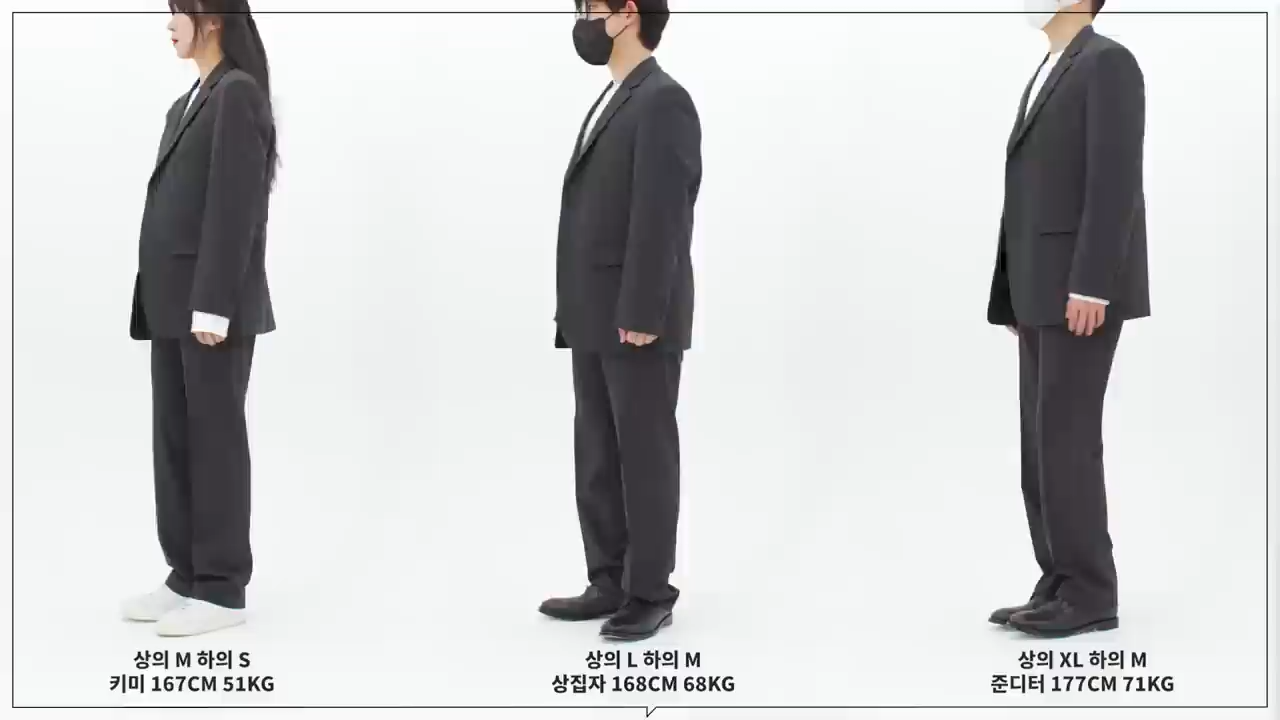 상의 M 하의 S
키미 167CM 51KG
상의 L 하의 M
상집자 168CM 68KG
상의 XL 하의 M
준디터 177CM 71KG